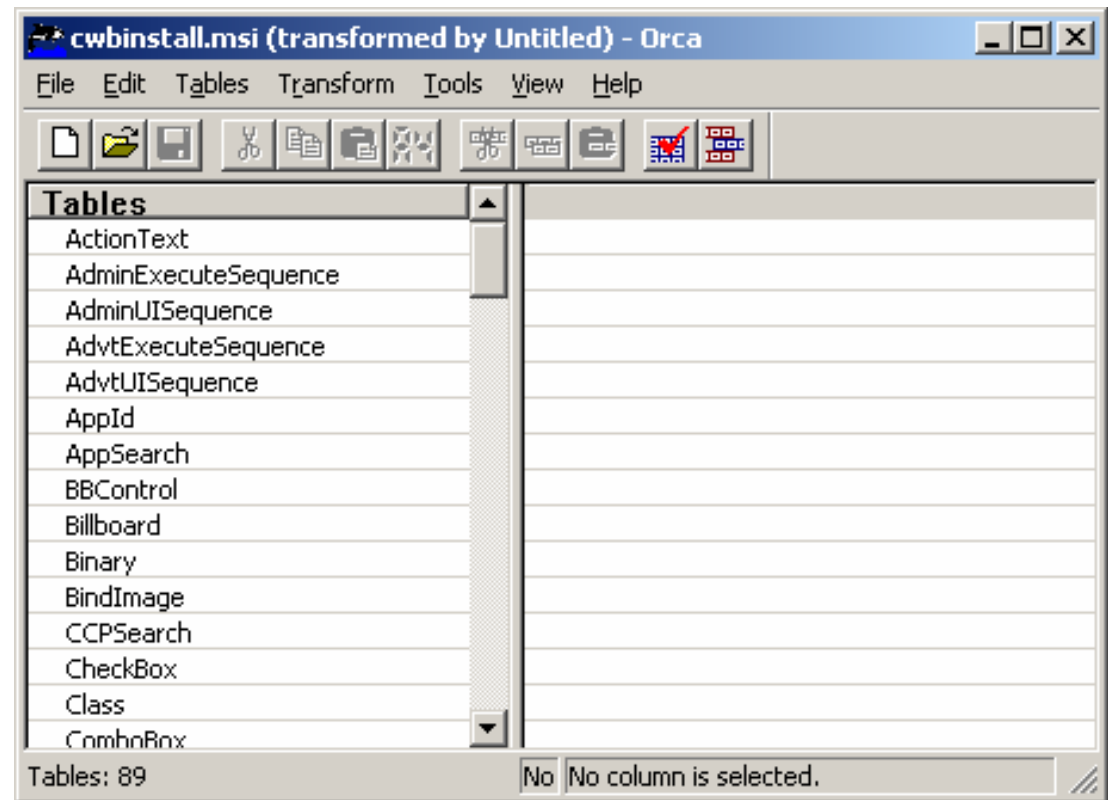 cwbinstall.msi (transformed by Untitled) - Orca
File Edit Tables Transform Tools View Help
Tables
ActionText
AdminExecuteSequence
AdminUISequence
AdvtExecuteSequence
AdvtUISequence
AppId
AppSearch
BBControl
Billboard
Binary
BindImage
CCPSearch
CheckBox
Class
ComboBox
Tables: 89 No No column is selected.